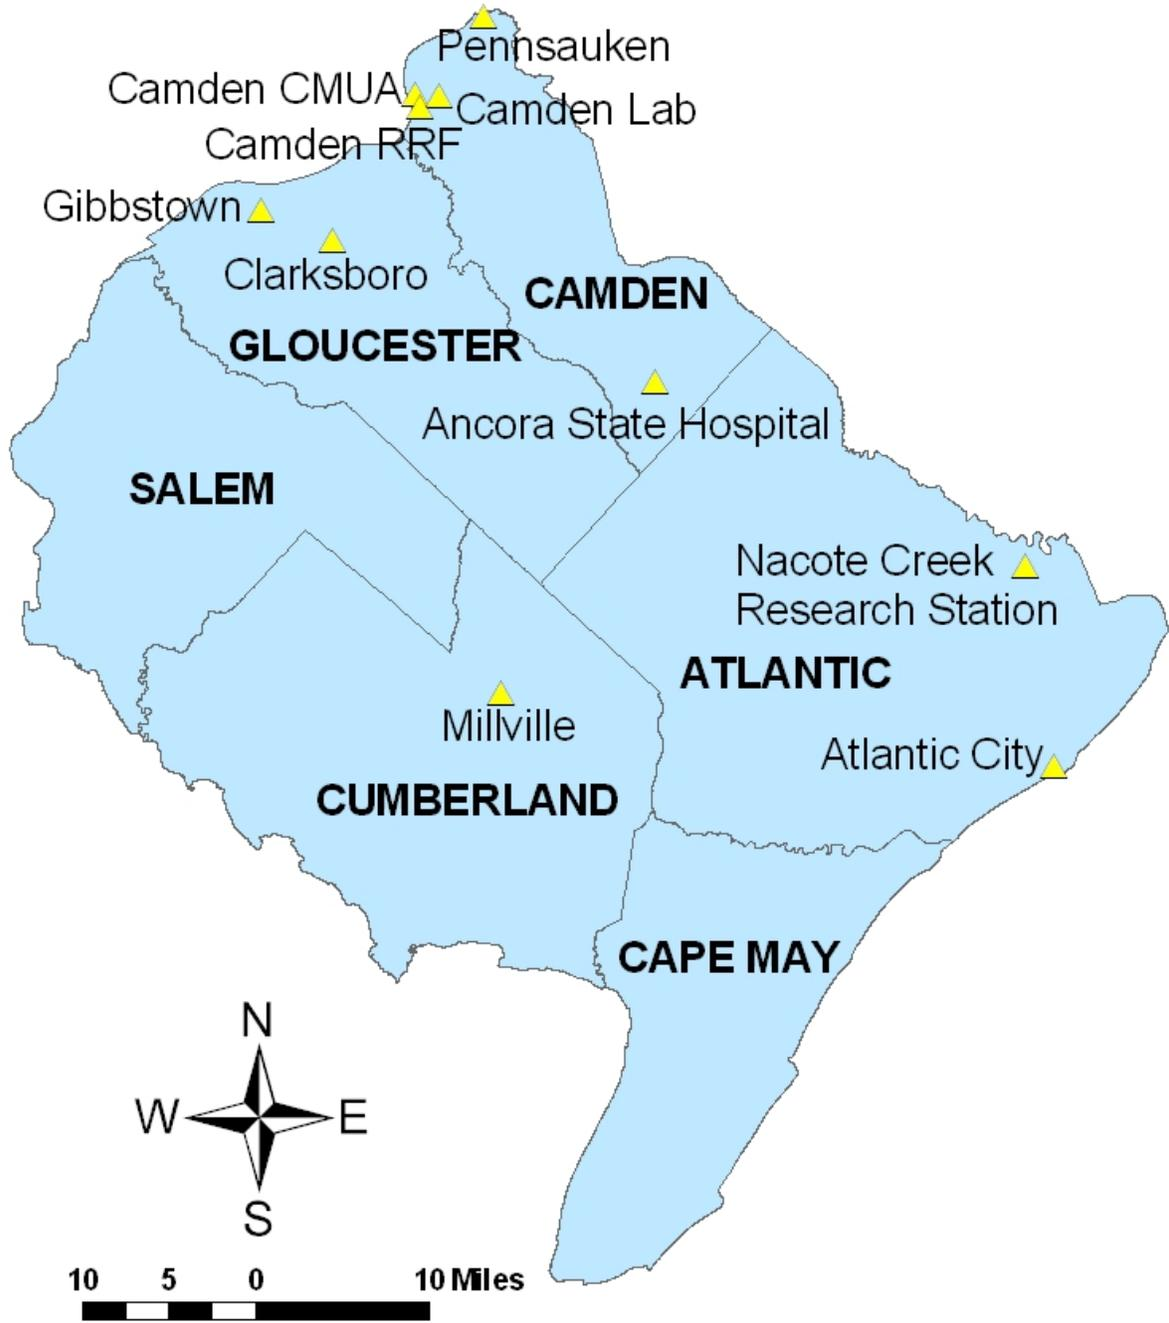 Pennsauken
Camden CMUA
Camden Lab
Camden RRF
Gibbstown
Clarksboro
CAMDEN
GLOUCESTER
Ancora State Hospital
SALEM
Nacote Creek
Research Station
ATLANTIC
Millville
Atlantic City
CUMBERLAND
CAPE MAY
N
W E
S
10 5 0 10 Miles